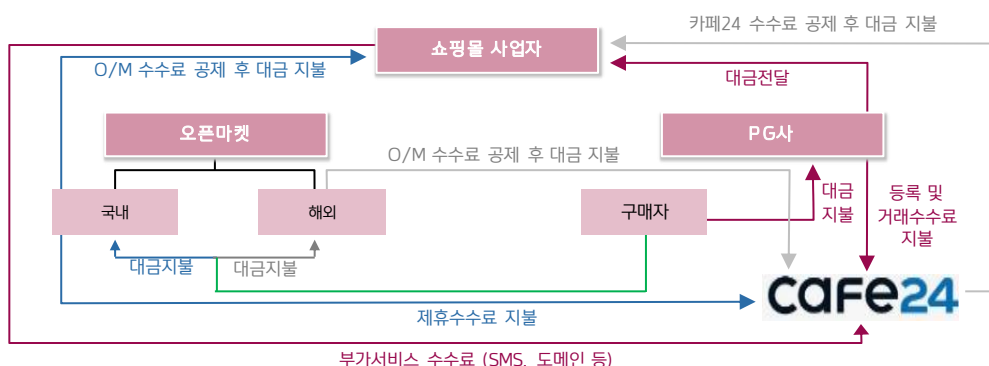 카페24 수수료 공제 후 대금 지불
쇼핑몰 사업자
O/M 수수료 공제 후 대금 지불
대금전달
오픈마켓
PG사
O/M 수수료 공제 후 대금 지불
국내
해외
구매자
대금
지불
등록 및
거래수수료
지불
대금지불
대금지불
cafe24
제휴수수료 지불
부가서비스 수수료 (SMS, 도메인 등)